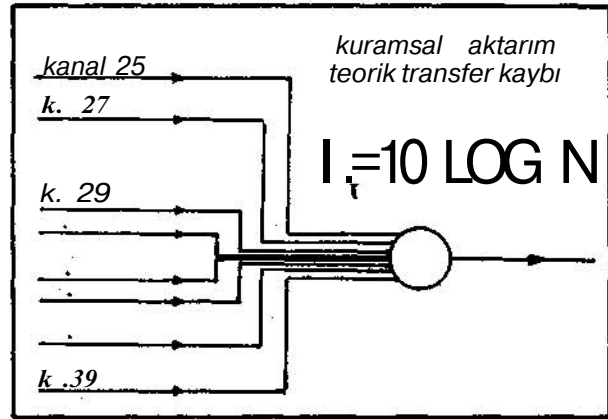 kuramsal aktarım
teorik transfer kaybı
kanal 25
k. 27
I.τ=10 LOG N
k. 29
k .39